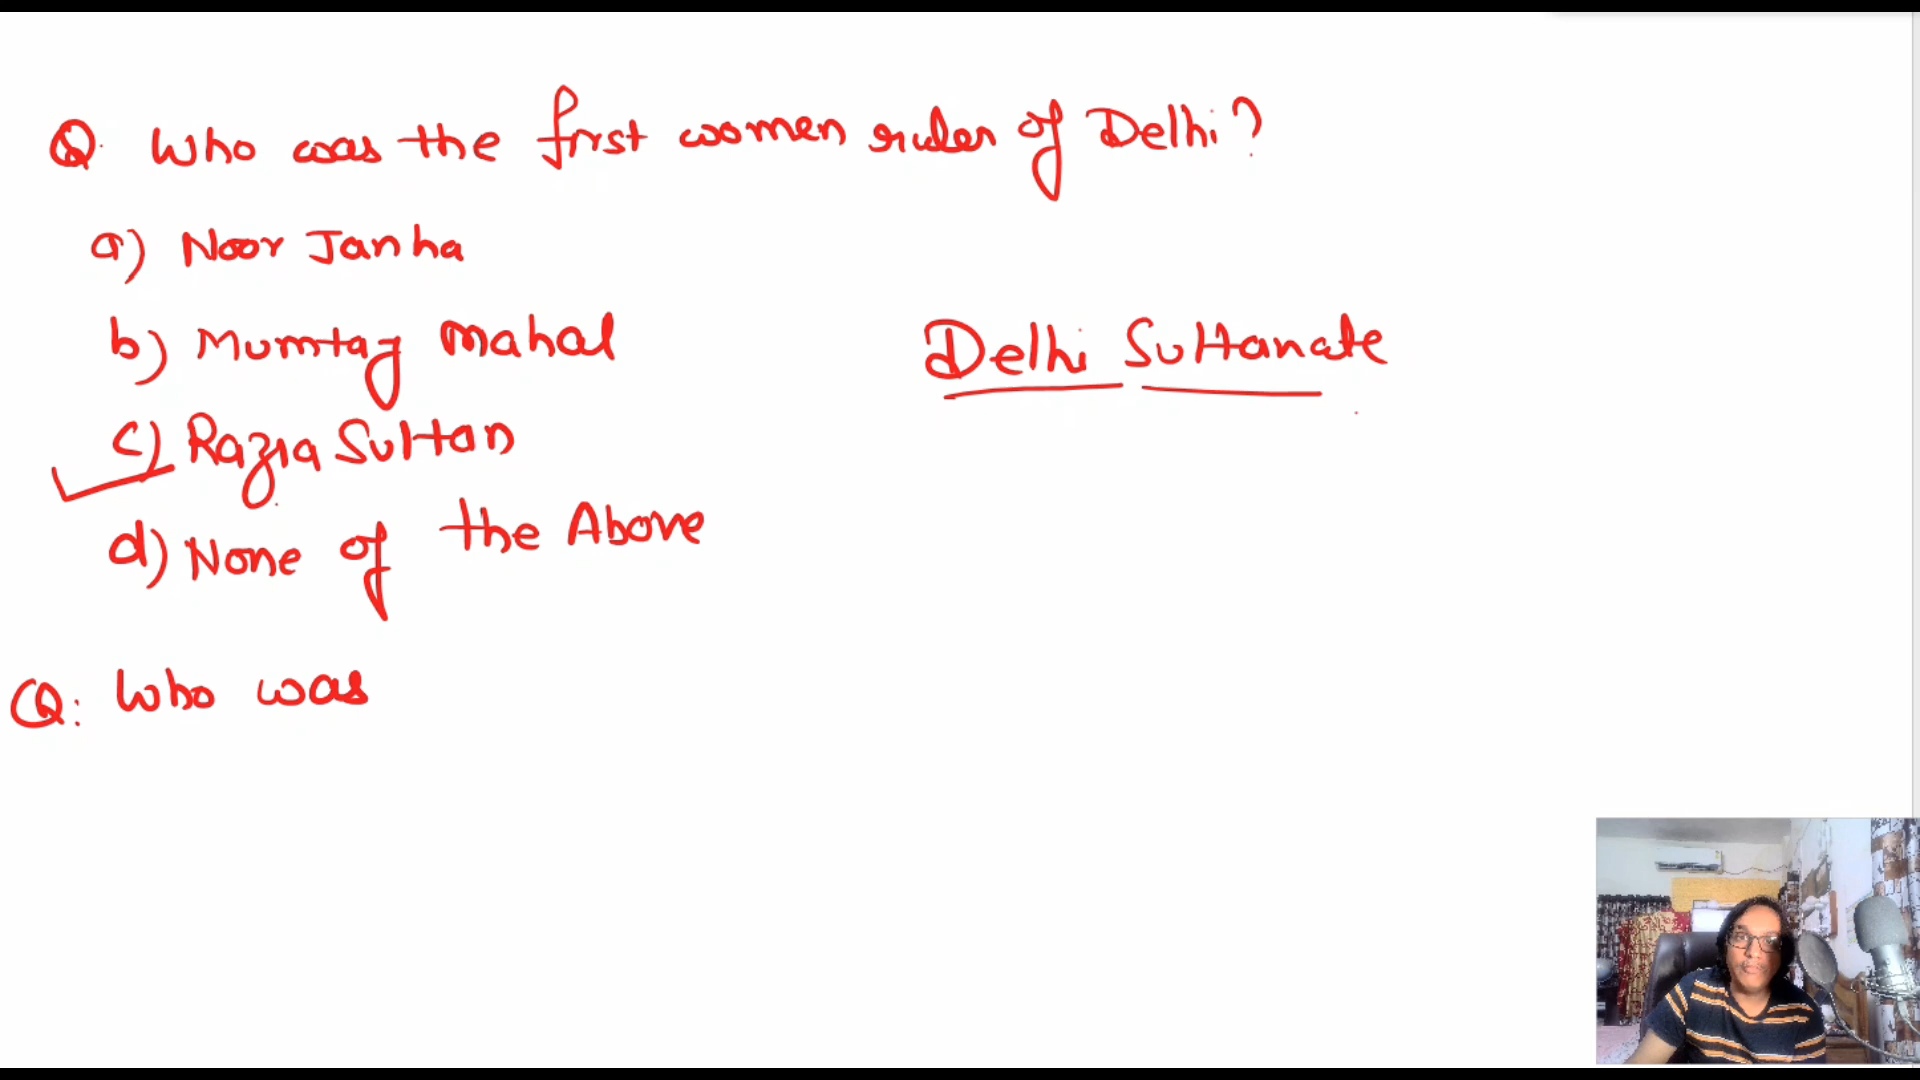 Q. Who was the first women ruler of Delhi?
a) Noor Janha
b) Mumtaz Mahal
Delhi Sultanate
c) Razia Sultan
d) None of the Above
Q: Who was